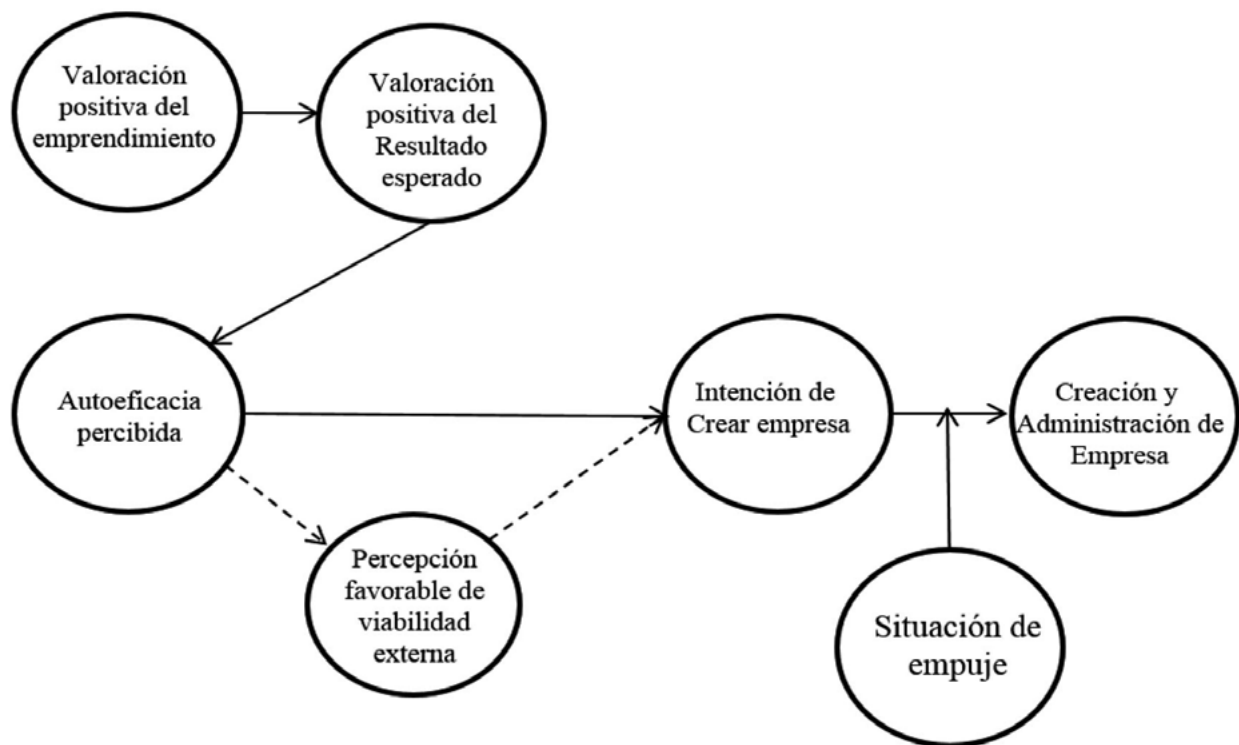 Valoración
positiva del
emprendimiento
Valoración
positiva del
Resultado
esperado
Autoeficacia
percibida
Intención de
Crear empresa
Creación y
Administración de
Empresa
Percepción
favorable de
viabilidad
externa
Situación de
empuje